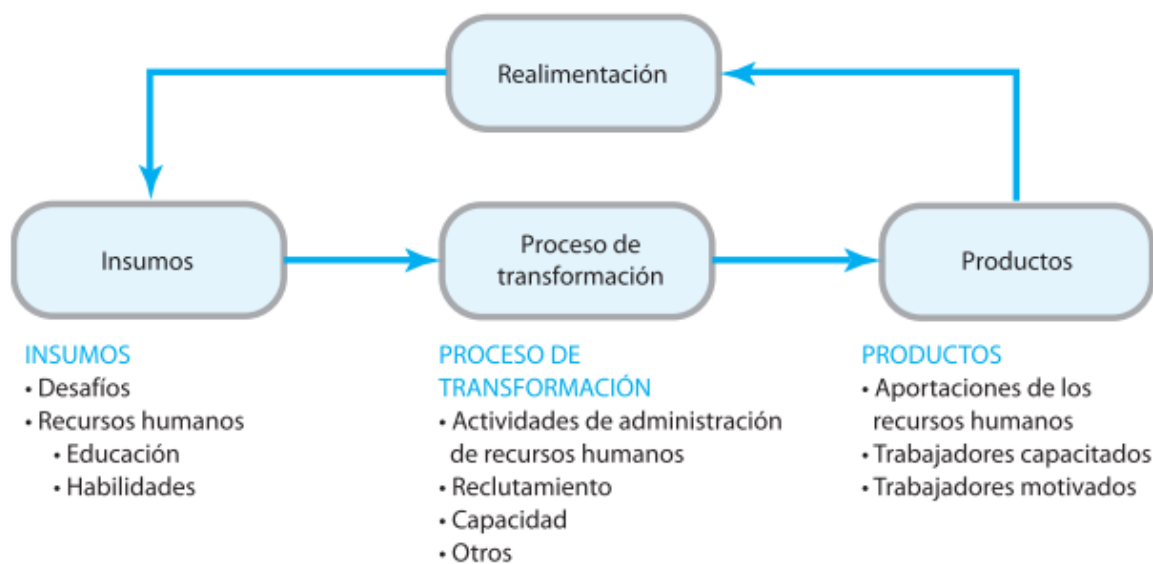 Realimentación
Insumos
Proceso de
transformación
Productos
INSUMOS
• Desafíos
• Recursos humanos
• Educación
• Habilidades
PROCESO DE
TRANSFORMACIÓN
• Actividades de administración
de recursos humanos
• Reclutamiento
• Capacidad
• Otros
PRODUCTOS
• Aportaciones de los
recursos humanos
• Trabajadores capacitados
• Trabajadores motivados